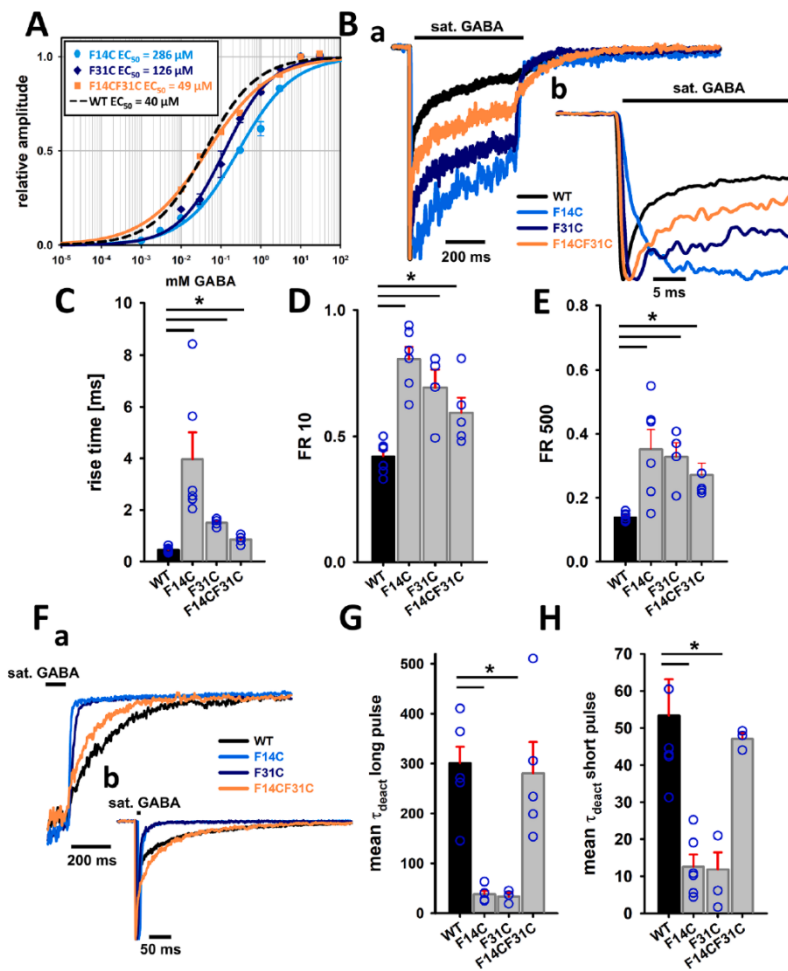 A
F14C EC50 = 286 µM
F31C EC50 = 126 µM
F14CF31C EC50 = 49 µM
WT EC50 = 40 µM
relative amplitude
1.0
0.5
0.0
10-5 10-4 10-3 10-2 10-1 100 101 102
mM GABA
B
a
sat. GABA
WT
F14C
F31C
F14CF31C
200 ms
b
sat. GABA
5 ms
C
*
rise time [ms]
10
8
6
4
2
0
WT F14C F31C F14CF31C
D
*
FR 10
1.0
0.5
0.0
WT F14C F31C F14CF31C
E
*
FR 500
0.8
0.6
0.4
0.2
0.0
WT F14C F31C F14CF31C
F
a
sat. GABA
WT
F14C
F31C
F14CF31C
200 ms
b
sat. GABA
50 ms
G
*
mean τdeact long pulse
500
400
300
200
100
0
WT F14C F31C F14CF31C
H
*
mean τdeact short pulse
70
60
50
40
30
20
10
0
WT F14C F31C F14CF31C